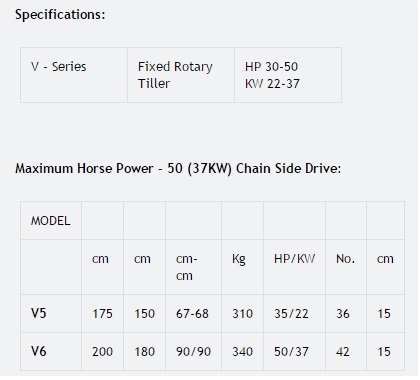 Specifications:
V - Series Fixed Rotary Tiller HP 30-50 KW 22-37
Maximum Horse Power - 50 (37KW) Chain Side Drive:
MODEL
cm cm cm-cm Kg HP/KW No. cm
V5 175 150 67-68 310 35/22 36 15
V6 200 180 90/90 340 50/37 42 15